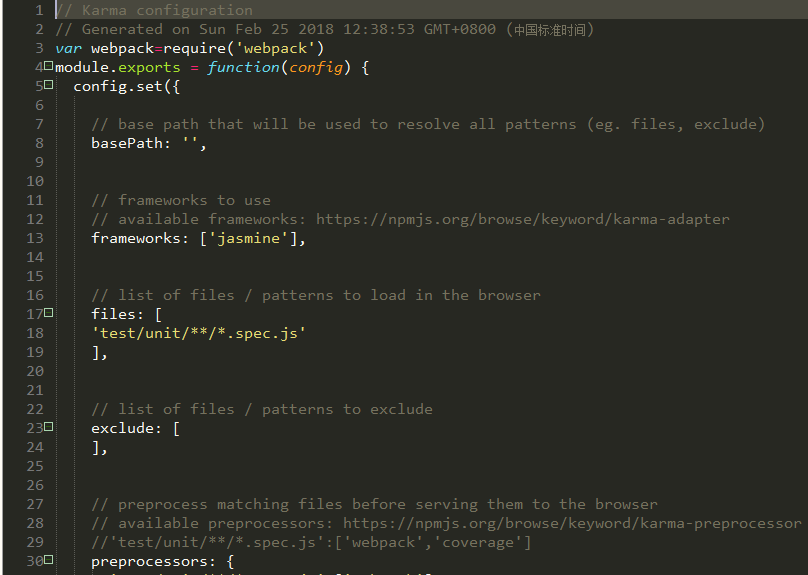 1 // Karma configuration
2 // Generated on Sun Feb 25 2018 12:38:53 GMT+0800 (中国标准时间)
3 var webpack=require('webpack')
4 module.exports = function(config) {
5   config.set({
6
7     // base path that will be used to resolve all patterns (eg. files, exclude)
8     basePath: '',
9
10
11     // frameworks to use
12     // available frameworks: https://npmjs.org/browse/keyword/karma-adapter
13     frameworks: ['jasmine'],
14
15
16     // list of files / patterns to load in the browser
17     files: [
18     'test/unit/**/*.spec.js'
19     ],
20
21
22     // list of files / patterns to exclude
23     exclude: [
24     ],
25
26
27     // preprocess matching files before serving them to the browser
28     // available preprocessors: https://npmjs.org/browse/keyword/karma-preprocessor
29     //'test/unit/**/*.spec.js':['webpack','coverage']
30     preprocessors: {